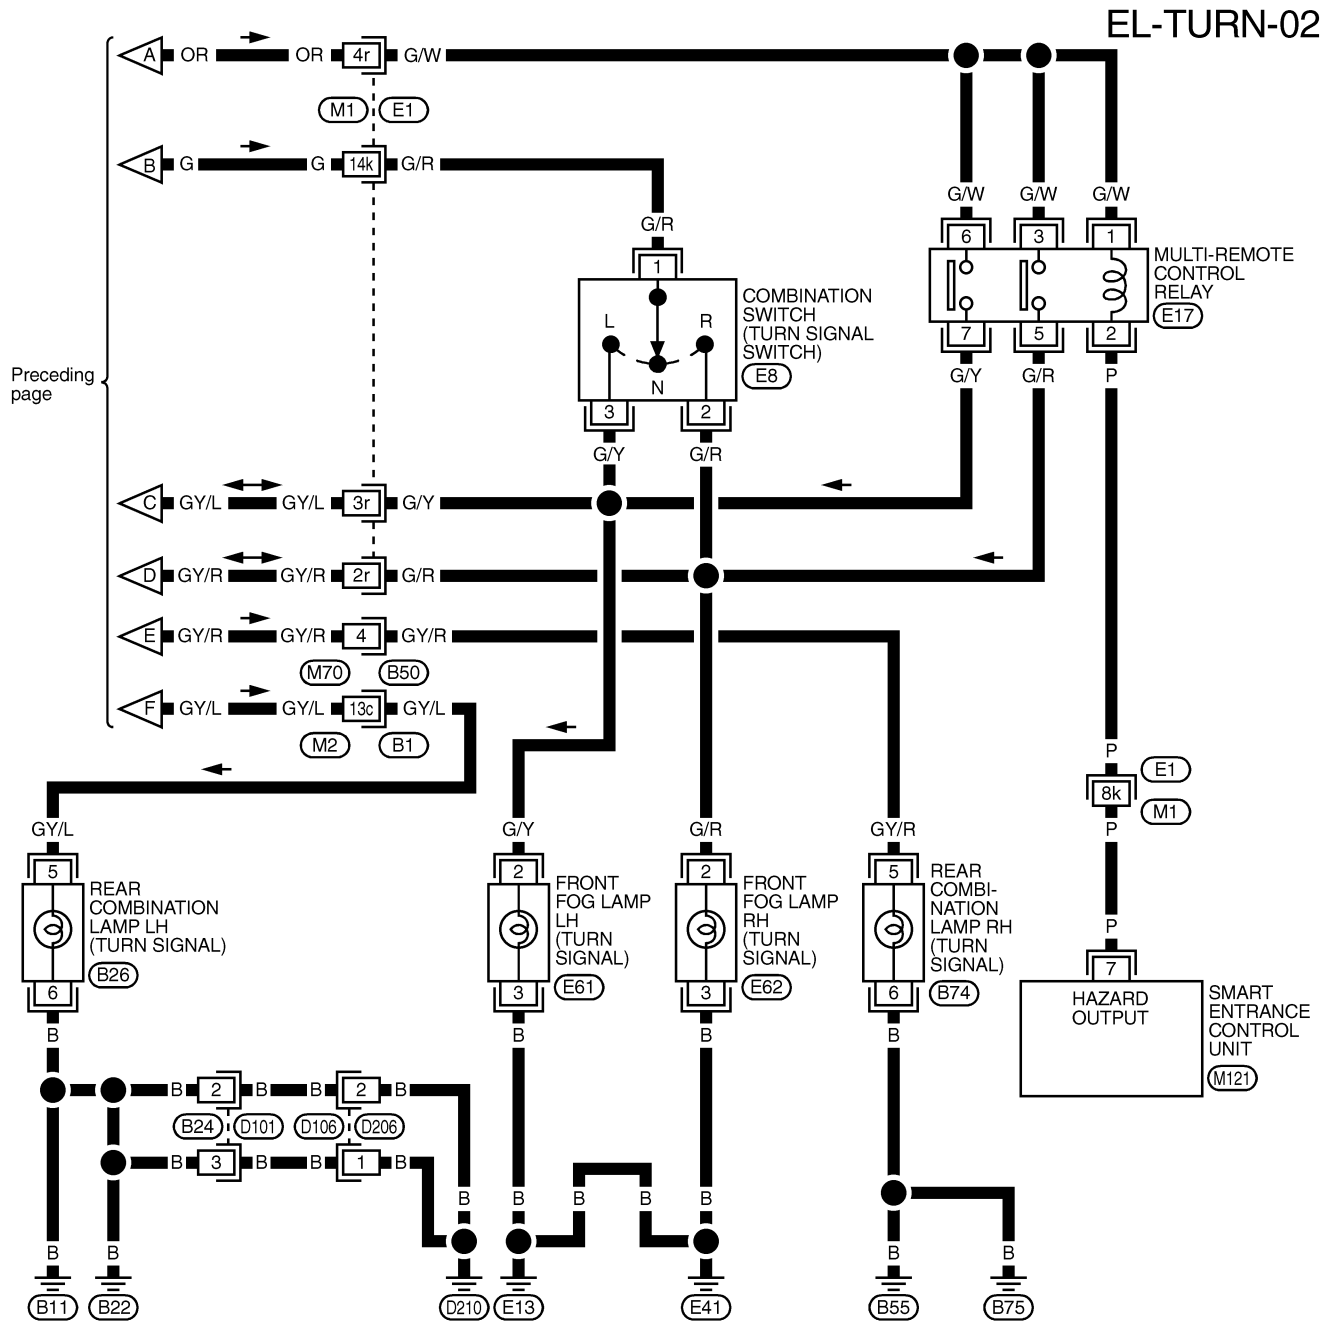 EL-TURN-02
A OR OR 4r G/W
M1 E1
B G G 14k G/R
G/R
G/W G/W G/W
6 3 1
MULTI-REMOTE
CONTROL
RELAY
E17
7 5 2
G/Y G/R P
1
L R
N
COMBINATION
SWITCH
(TURN SIGNAL
SWITCH)
E8
3 2
G/Y G/R
Preceding
page
C GY/L GY/L 3r G/Y
D GY/R GY/R 2r G/R
E GY/R GY/R 4 GY/R
M70 B50
F GY/L GY/L 13c GY/L
M2 B1
P
E1
8k
M1
P
GY/L G/Y G/R GY/R
5
REAR
COMBINATION
LAMP LH
(TURN SIGNAL)
B26
6
B
2
FRONT
FOG LAMP
LH
(TURN
SIGNAL)
E61
3
B
2
FRONT
FOG LAMP
RH
(TURN
SIGNAL)
E62
3
B
5
REAR
COMBI-
NATION
LAMP RH
(TURN
SIGNAL)
B74
6
B
P
7
HAZARD
OUTPUT
SMART
ENTRANCE
CONTROL
UNIT
M121
B 2 B B 2 B
B24 D101 D106 D206
B 3 B B 1 B
B B B B B
B B B B
B11 B22 D210 E13 E41 B55 B75